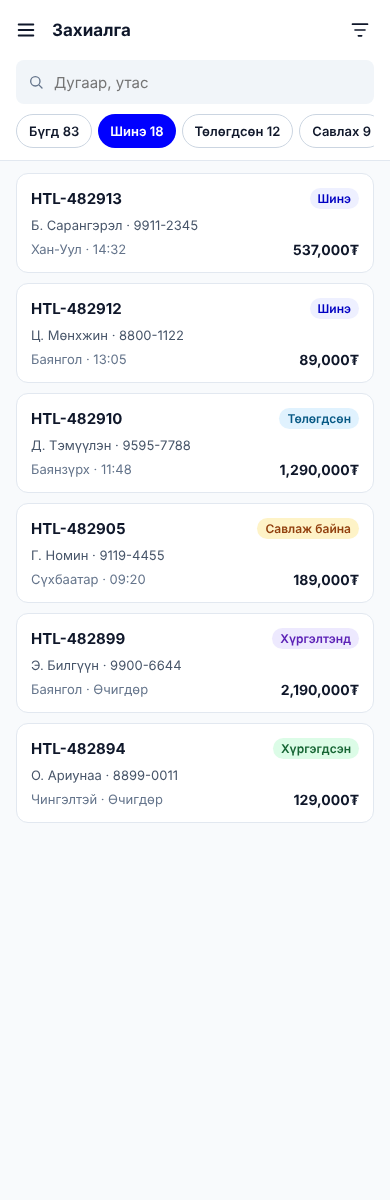 Захиалга
Дугаар, утас
Бүгд 83 Шинэ 18 Төлөгдсөн 12 Савлах 9
HTL-482913 Шинэ
Б. Сарангэрэл · 9911-2345
Хан-Уул · 14:32 537,000₮
HTL-482912 Шинэ
Ц. Мөнхжин · 8800-1122
Баянгол · 13:05 89,000₮
HTL-482910 Төлөгдсөн
Д. Тэмүүлэн · 9595-7788
Баянзүрх · 11:48 1,290,000₮
HTL-482905 Савлаж байна
Г. Номин · 9119-4455
Сүхбаатар · 09:20 189,000₮
HTL-482899 Хүргэлтэнд
Э. Билгүүн · 9900-6644
Баянгол · Өчигдөр 2,190,000₮
HTL-482894 Хүргэгдсэн
О. Ариунаа · 8899-0011
Чингэлтэй · Өчигдөр 129,000₮